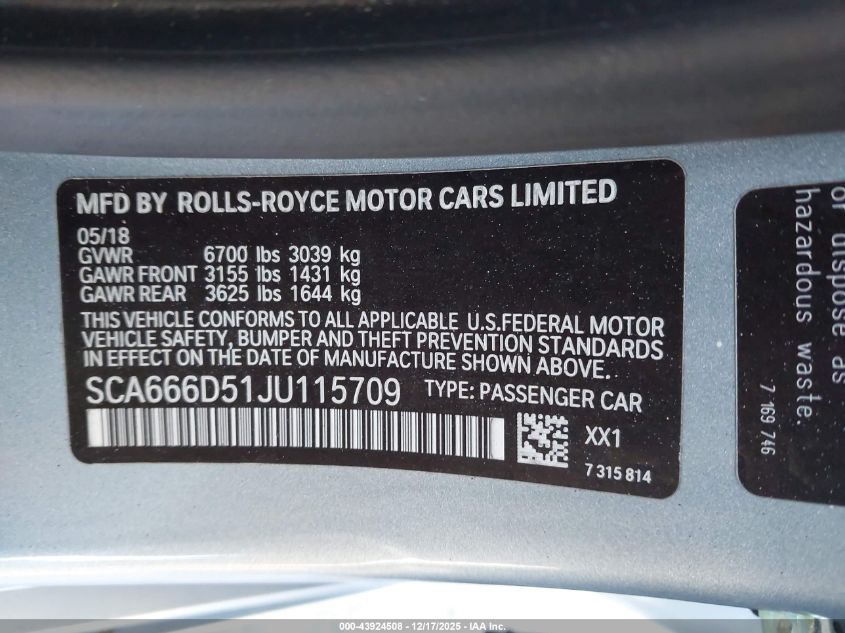 MFD BY ROLLS-ROYCE MOTOR CARS LIMITED
05/18
GVWR 6700 lbs 3039 kg
GAWR FRONT 3155 lbs 1431 kg
GAWR REAR 3625 lbs 1644 kg
THIS VEHICLE CONFORMS TO ALL APPLICABLE U.S.FEDERAL MOTOR
VEHICLE SAFETY, BUMPER AND THEFT PREVENTION STANDARDS
IN EFFECT ON THE DATE OF MANUFACTURE SHOWN ABOVE.
SCA666D51JU115709 TYPE: PASSENGER CAR
XX1
7 315 814
or dispose as
hazardous waste.
7 169 746
000-43924508 - 12/17/2025 - IAA Inc.